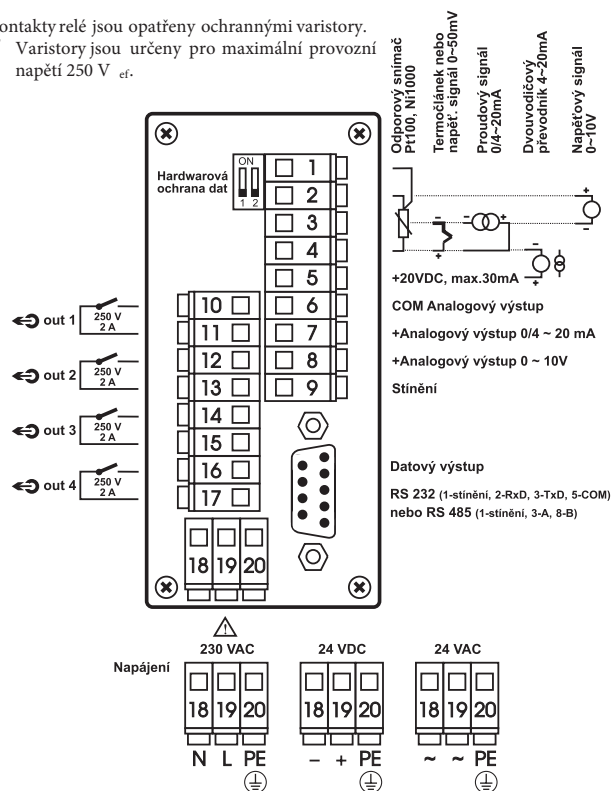 ontakty relé jsou opatřeny ochrannými varistory.
Varistory jsou určeny pro maximální provozní
napětí 250 V ef.
Odporový snímač
Pt100, Ni1000
Termočlánek nebo
napět. signál 0~50mV
Proudový signál
0/4~20mA
Dvouvodičový
převodník 4~20mA
Napěťový signál
0~10V
Hardwarová
ochrana dat
ON
1 2
1
2
3
4
5
6
7
8
9
+
–
– +
–
+
–
+
+20VDC, max.30mA
COM Analogový výstup
+Analogový výstup 0/4 ~ 20 mA
+Analogový výstup 0 ~ 10V
Stínění
10
11
12
13
14
15
16
17
out 1 250 V
2 A
out 2 250 V
2 A
out 3 250 V
2 A
out 4 250 V
2 A
Datový výstup
RS 232 (1-stínění, 2-RxD, 3-TxD, 5-COM)
nebo RS 485 (1-stínění, 3-A, 8-B)
18 19 20
Napájení
230 VAC
18 19 20
N L PE
24 VDC
18 19 20
– + PE
24 VAC
18 19 20
~ ~ PE